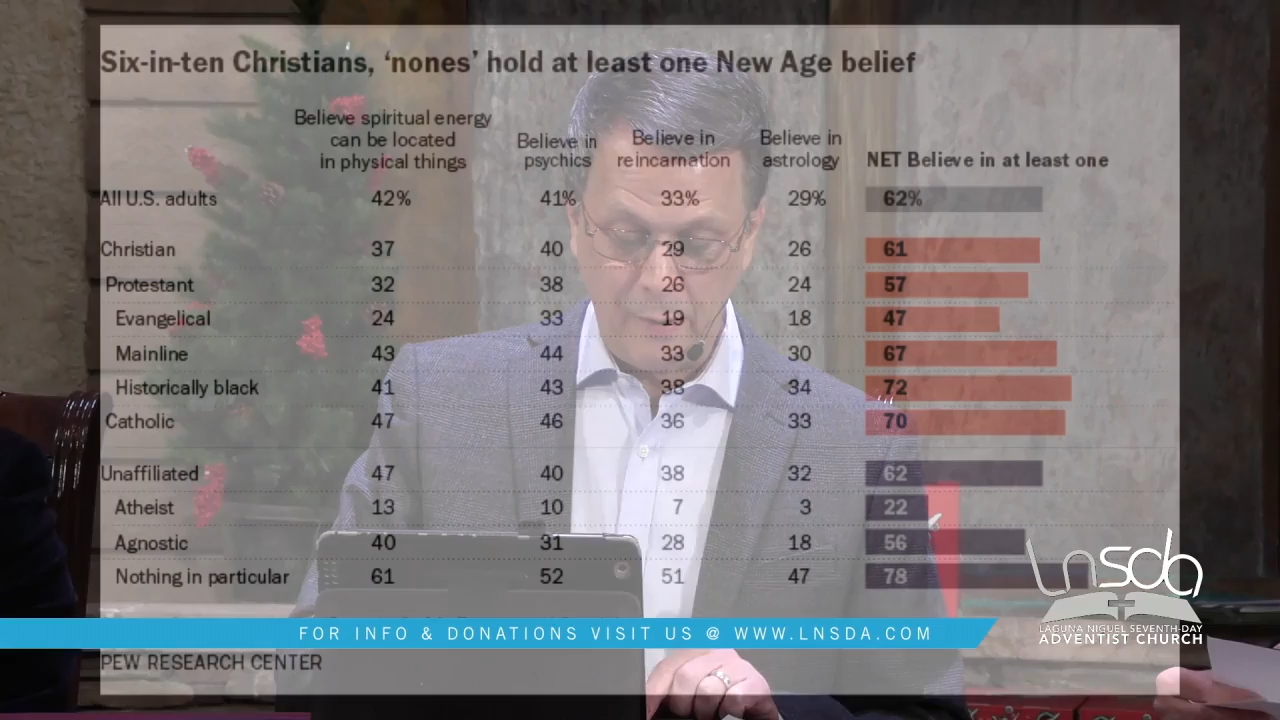 Six-in-ten Christians, ‘nones’ hold at least one New Age belief
Believe spiritual energy
can be located
in physical things
Believe in
psychics
Believe in
reincarnation
Believe in
astrology
NET Believe in at least one
All U.S. adults 42% 41% 33% 29% 62%
Christian 37 40 29 26 61
Protestant 32 38 26 24 57
Evangelical 24 33 19 18 47
Mainline 43 44 33 30 67
Historically black 41 43 38 34 72
Catholic 47 46 36 33 70
Unaffiliated 47 40 38 32 62
Atheist 13 10 7 3 22
Agnostic 40 31 28 18 56
Nothing in particular 61 52 51 47 78
FOR INFO & DONATIONS VISIT US @ WWW.LNSDA.COM
PEW RESEARCH CENTER
Lnsda
LAGUNA NIGUEL SEVENTH-DAY
ADVENTIST CHURCH